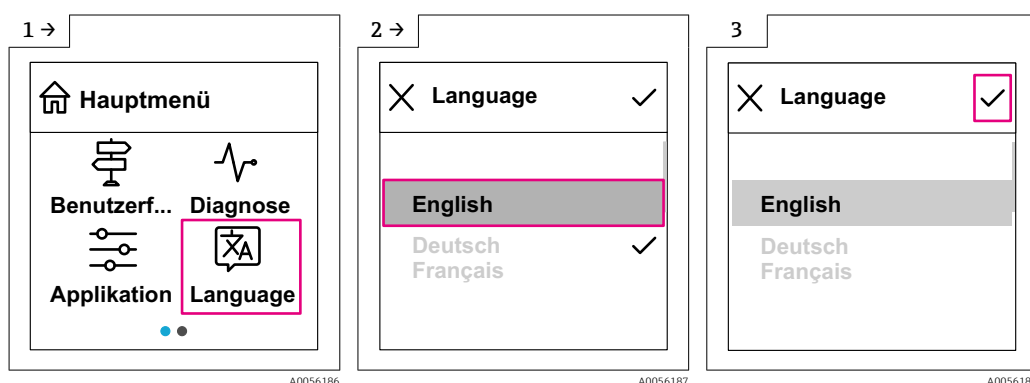 1 →
Hauptmenü
Benutzerf... Diagnose
Applikation Language
A0056186
2 →
Language
English
Deutsch
Français
A0056187
3
Language
English
Deutsch
Français